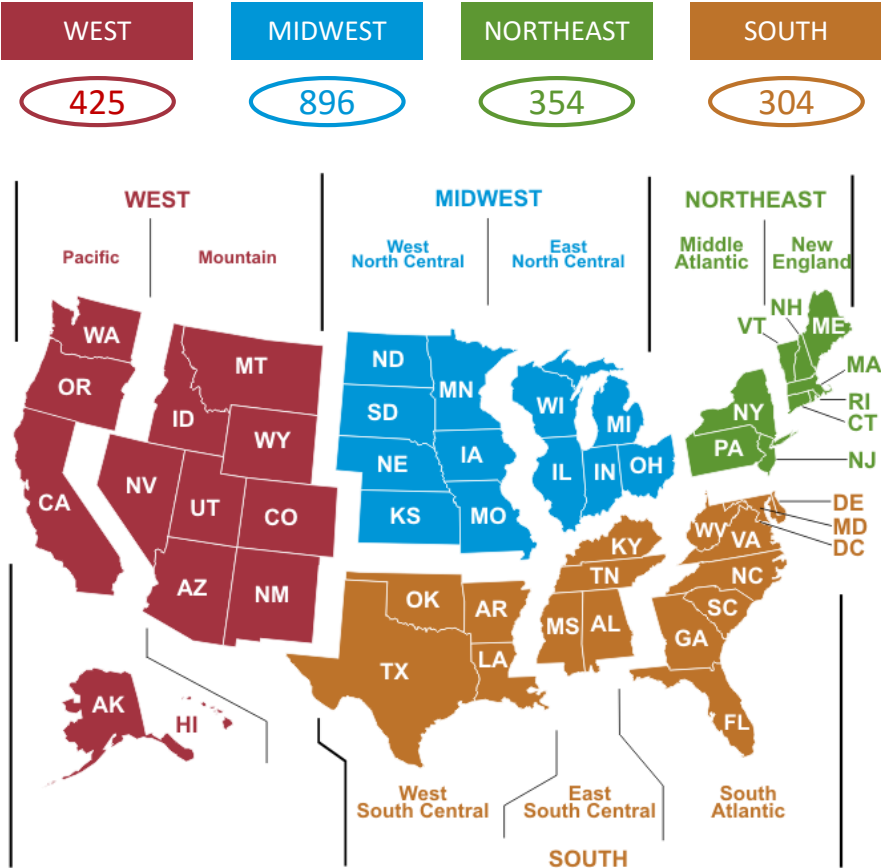 WEST
MIDWEST
NORTHEAST
SOUTH
425
896
354
304
WEST
MIDWEST
NORTHEAST
Pacific
Mountain
West
North Central
East
North Central
Middle
Atlantic
New
England
WA
OR
CA
NV
ID
MT
WY
UT
CO
AZ
NM
AK
HI
ND
SD
NE
KS
MN
IA
MO
WI
IL
IN
MI
OH
NY
PA
VT
NH
ME
MA
RI
CT
NJ
DE
MD
DC
WV
VA
KY
TN
NC
SC
GA
FL
MS
AL
OK
AR
LA
TX
West
South Central
East
South Central
South
Atlantic
SOUTH